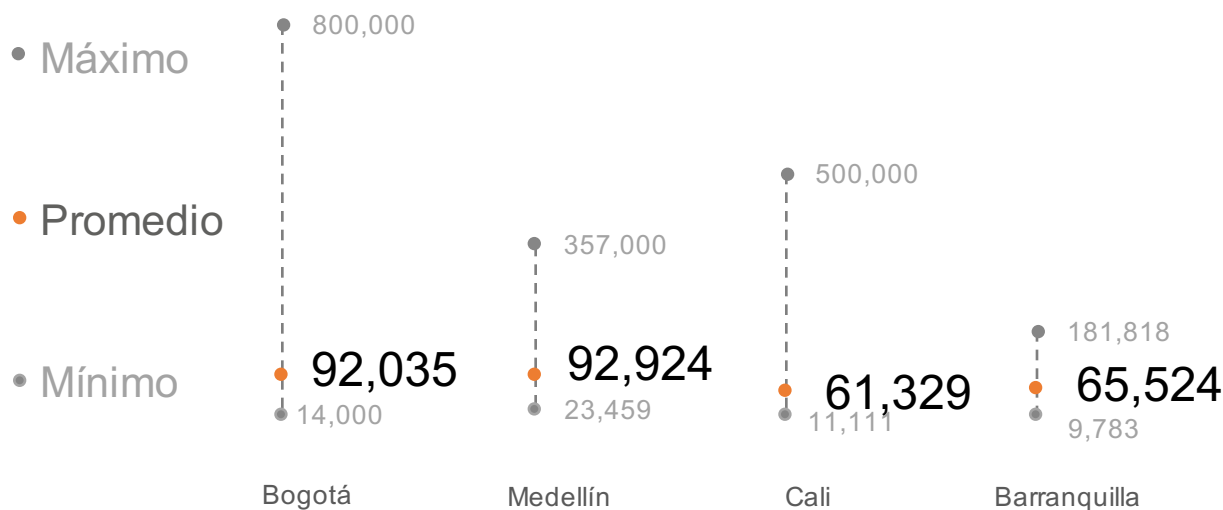 800,000
• Máximo
500,000
• Promedio
357,000
181,818
92,035
92,924
61,329
65,524
• Mínimo
14,000
23,459
11,111
9,783
Bogotá
Medellín
Cali
Barranquilla